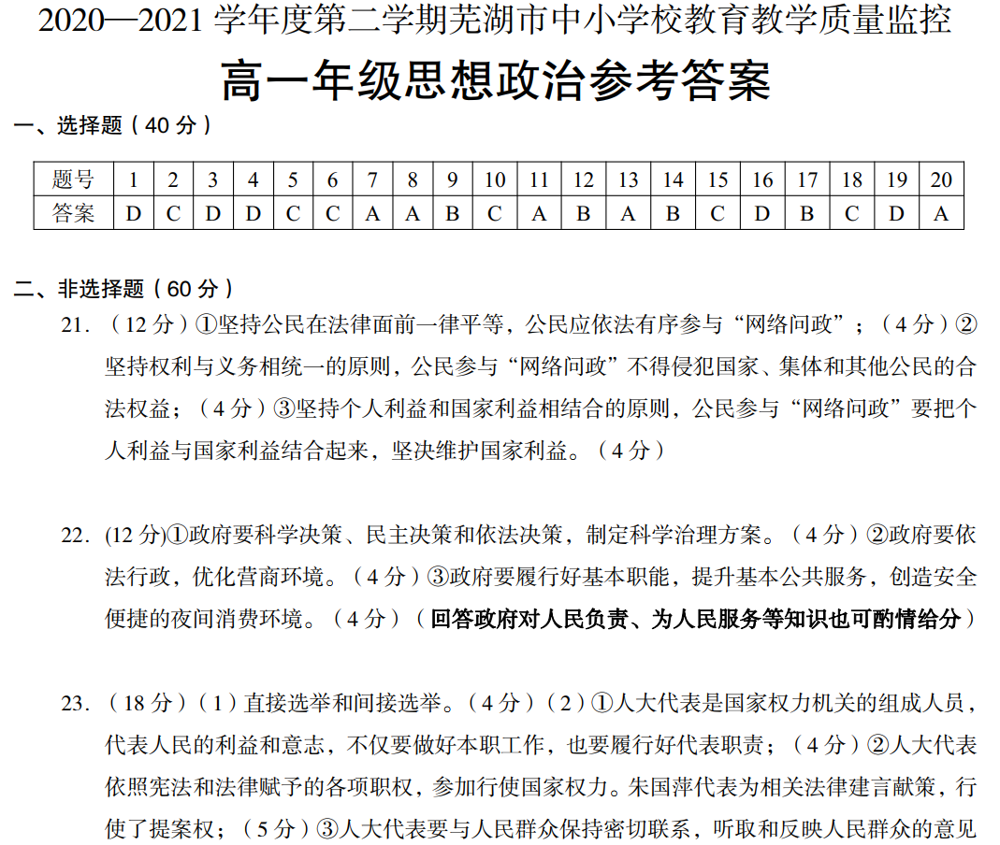 2020—2021 学年度第二学期芜湖市中小学校教育教学质量监控
高一年级思想政治参考答案
一、选择题（40 分）
题号 1 2 3 4 5 6 7 8 9 10 11 12 13 14 15 16 17 18 19 20
答案 D C D D C C A A B C A B A B C D B C D A
二、非选择题（60 分）
21．（12 分）①坚持公民在法律面前一律平等，公民应依法有序参与“网络问政”；（4 分）②
坚持权利与义务相统一的原则，公民参与“网络问政”不得侵犯国家、集体和其他公民的合
法权益；（4 分）③坚持个人利益和国家利益相结合的原则，公民参与“网络问政”要把个
人利益与国家利益结合起来，坚决维护国家利益。（4 分）
22．(12 分)①政府要科学决策、民主决策和依法决策，制定科学治理方案。（4 分）②政府要依
法行政，优化营商环境。（4 分）③政府要履行好基本职能，提升基本公共服务，创造安全
便捷的夜间消费环境。（4 分）（回答政府对人民负责、为人民服务等知识也可酌情给分）
23．（18 分）（1）直接选举和间接选举。（4 分）（2）①人大代表是国家权力机关的组成人员，
代表人民的利益和意志，不仅要做好本职工作，也要履行好代表职责；（4 分）②人大代表
依照宪法和法律赋予的各项职权，参加行使国家权力。朱国萍代表为相关法律建言献策，行
使了提案权；（5 分）③人大代表要与人民群众保持密切联系，听取和反映人民群众的意见